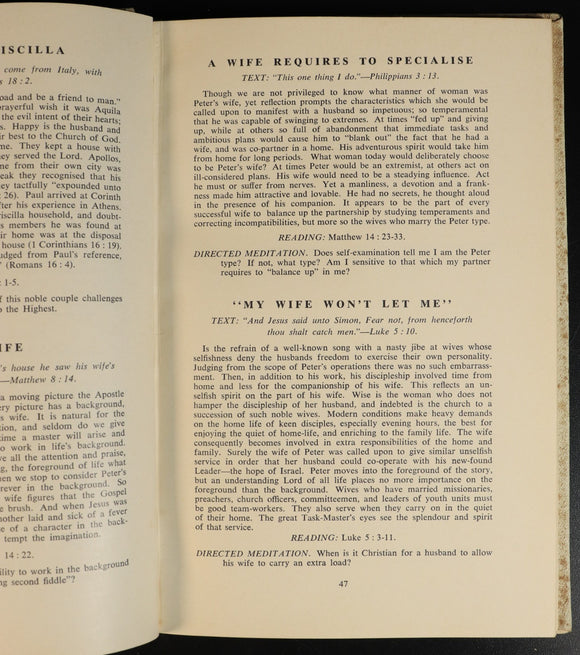 ISCILLA
come from Italy, with
s 18 : 2.
oad and be a friend to man."
prayerful wish it was Aquila
the evil intent of their hearts;
s. Happy is the husband and
ir best to the Church of God.
me. They kept a house with
ey served the Lord. Apollos,
me from their own city was
eak they recognised that his
ey tactfully "expounded unto
: 26). Paul arrived at Corinth
fter his experience in Athens.
riscilla household, and doubt-
s members he was found at
ir home was at the disposal
house (1 Corinthians 16 : 19).
judged from Paul's reference,
" (Romans 16 : 4).
: 1-5.
f this noble couple challenges
o the Highest.
IFE
's house he saw his wife's
—Matthew 8 : 14.
a moving picture the Apostle
ery picture has a background,
s wife. It is natural for the
tion, and seldom do we give
time a master will arise and
o work in life's background.
ve all the attention and praise,
g, the foreground of life what
hen we stop to consider Peter's
rever in the background. So
wife figures that the Gospel
e brush. And when Jesus was
nother laid and sick of a fever
e of a character in the back-
tempt the imagination.
14 : 22.
ility to work in the background
ng second fiddle"?
A WIFE REQUIRES TO SPECIALISE
TEXT: "This one thing I do."—Philippians 3 : 13.
Though we are not privileged to know what manner of woman was
Peter's wife, yet reflection prompts the characteristics which she would be
called upon to manifest with a husband so impetuous; so temperamental
that he was capable of swinging to extremes. At times "fed up" and giving
up, while at others so full of abandonment that immediate tasks and
ambitious plans would cause him to "blank out" the fact that he had a
wife, and was co-partner in a home. His adventurous spirit would take him
from home for long periods. What woman today would deliberately choose
to be Peter's wife? At times Peter would be an extremist, at others act on
ill-considered plans. His wife would need to be a steadying influence. Act
he must or suffer from nerves. Yet a manliness, a devotion and a frank-
ness made him attractive and lovable. He had no secrets, he thought aloud
in the presence of his companion. It appears to be the part of every
successful wife to balance up the partnership by studying temperaments and
correcting incompatibilities, but more so the wives who marry the Peter type.
READING: Matthew 14 : 23-33.
DIRECTED MEDITATION. Does self-examination tell me I am the Peter
type? If not, what type? Am I sensitive to that which my partner
requires to "balance up" in me?
"MY WIFE WON'T LET ME"
TEXT: "And Jesus said unto Simon, Fear not, from henceforth
thou shalt catch men."—Luke 5 : 10.
Is the refrain of a well-known song with a nasty jibe at wives whose
selfishness deny the husbands freedom to exercise their own personality.
Judging from the scope of Peter's operations there was no such embarrass-
ment. Then, in addition to his work, his discipleship involved time from
home and less for the companionship of his wife. This reflects an un-
selfish spirit on the part of his wife. Wise is the woman who does not
hamper the discipleship of her husband, and indebted is the church to a
succession of such noble wives. Modern conditions make heavy demands
on the home life of keen disciples, especially evening hours, the best for
enjoying the quiet of home-life, and enriching to the family life. The wife
consequently becomes involved in extra responsibilities of the home and
family. Surely the wife of Peter was called upon to give similar unselfish
service in order that her husband could co-operate with his new-found
Leader—the hope of Israel. Peter moves into the foreground of the story,
but an understanding Lord of all life places no more importance on the
foreground than the background. Wives who have married missionaries,
preachers, church officers, committeemen, and leaders of youth units must
be good team-workers. They also serve when they carry on in the quiet
of their home. The great Task-Master's eyes see the splendour and spirit
of that service.
READING: Luke 5 : 3-11.
DIRECTED MEDITATION. When is it Christian for a husband to allow
his wife to carry an extra load?
47